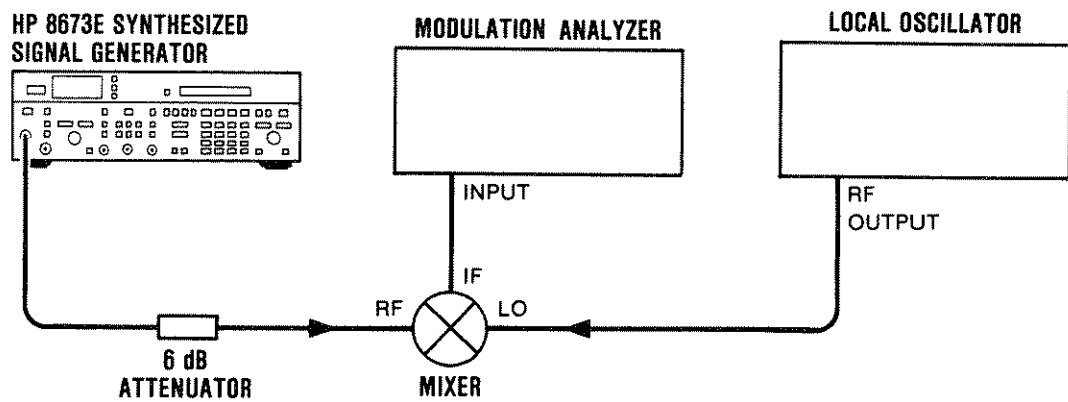 HP 8673E SYNTHESIZED
SIGNAL GENERATOR
MODULATION ANALYZER
LOCAL OSCILLATOR
INPUT
RF
OUTPUT
IF
RF
LO
6 dB
ATTENUATOR
MIXER